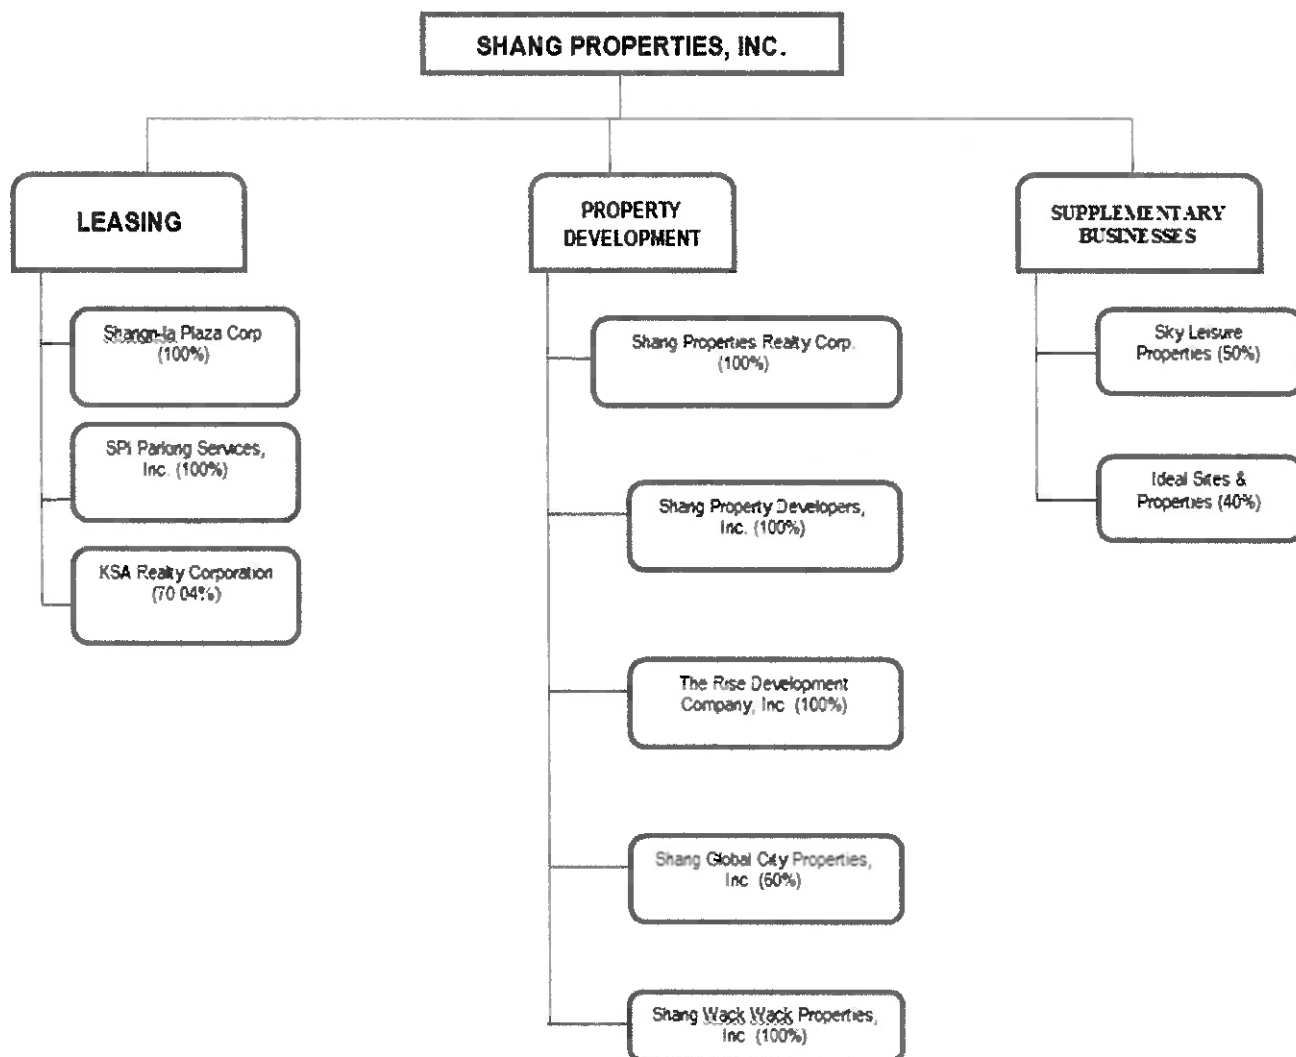 SHANG PROPERTIES, INC.
LEASING
Shangri-la Plaza Corp
(100%)
SPI Parking Services,
Inc. (100%)
KSA Realty Corporation
(70.04%)
PROPERTY
DEVELOPMENT
Shang Properties Realty Corp.
(100%)
Shang Property Developers,
Inc. (100%)
The Rise Development
Company, Inc (100%)
Shang Global City Properties,
Inc (60%)
Shang Wack Wack Properties,
Inc (100%)
SUPPLEMENTARY
BUSINESSES
Sky Leisure
Properties (50%)
Ideal Sites &
Properties (40%)